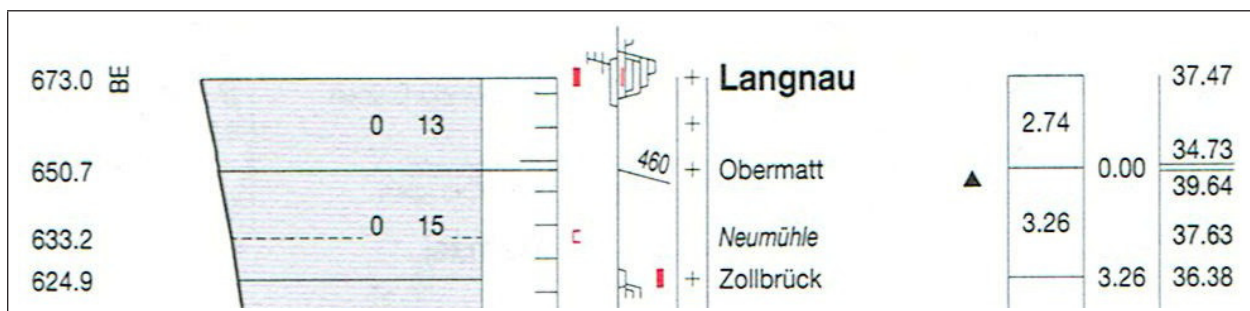 673.0 BE Langnau 37.47
0 13 2.74
34.73
650.7 460 Obermatt 0.00
39.64
0 15 3.26
633.2 Neumühle 37.63
624.9 Zollbrück 3.26 36.38